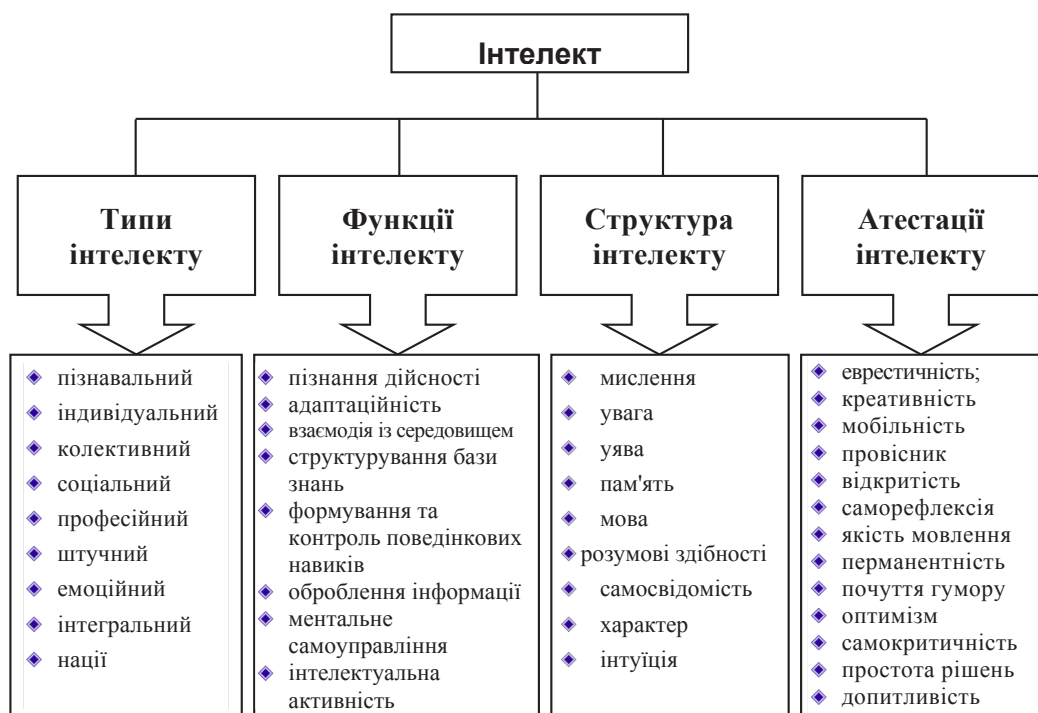 Інтелект
Типи
інтелекту
пізнавальний
індивідуальний
колективний
соціальний
професійний
штучний
емоційний
інтегральний
нації
Функції
інтелекту
пізнання дійсності
адаптаційність
взаємодія із середовищем
структурування бази
знань
формування та
контроль поведінкових
навиків
оброблення інформації
ментальне
самоуправління
інтелектуальна
активність
Структура
інтелекту
мислення
увага
уява
пам'ять
мова
розумові здібності
самосвідомість
характер
інтуїція
Атестації
інтелекту
еврестичність;
креативність
мобільність
провісник
відкритість
саморефлексія
якість мовлення
перманентність
почуття гумору
оптимізм
самокритичність
простота рішень
допитливість